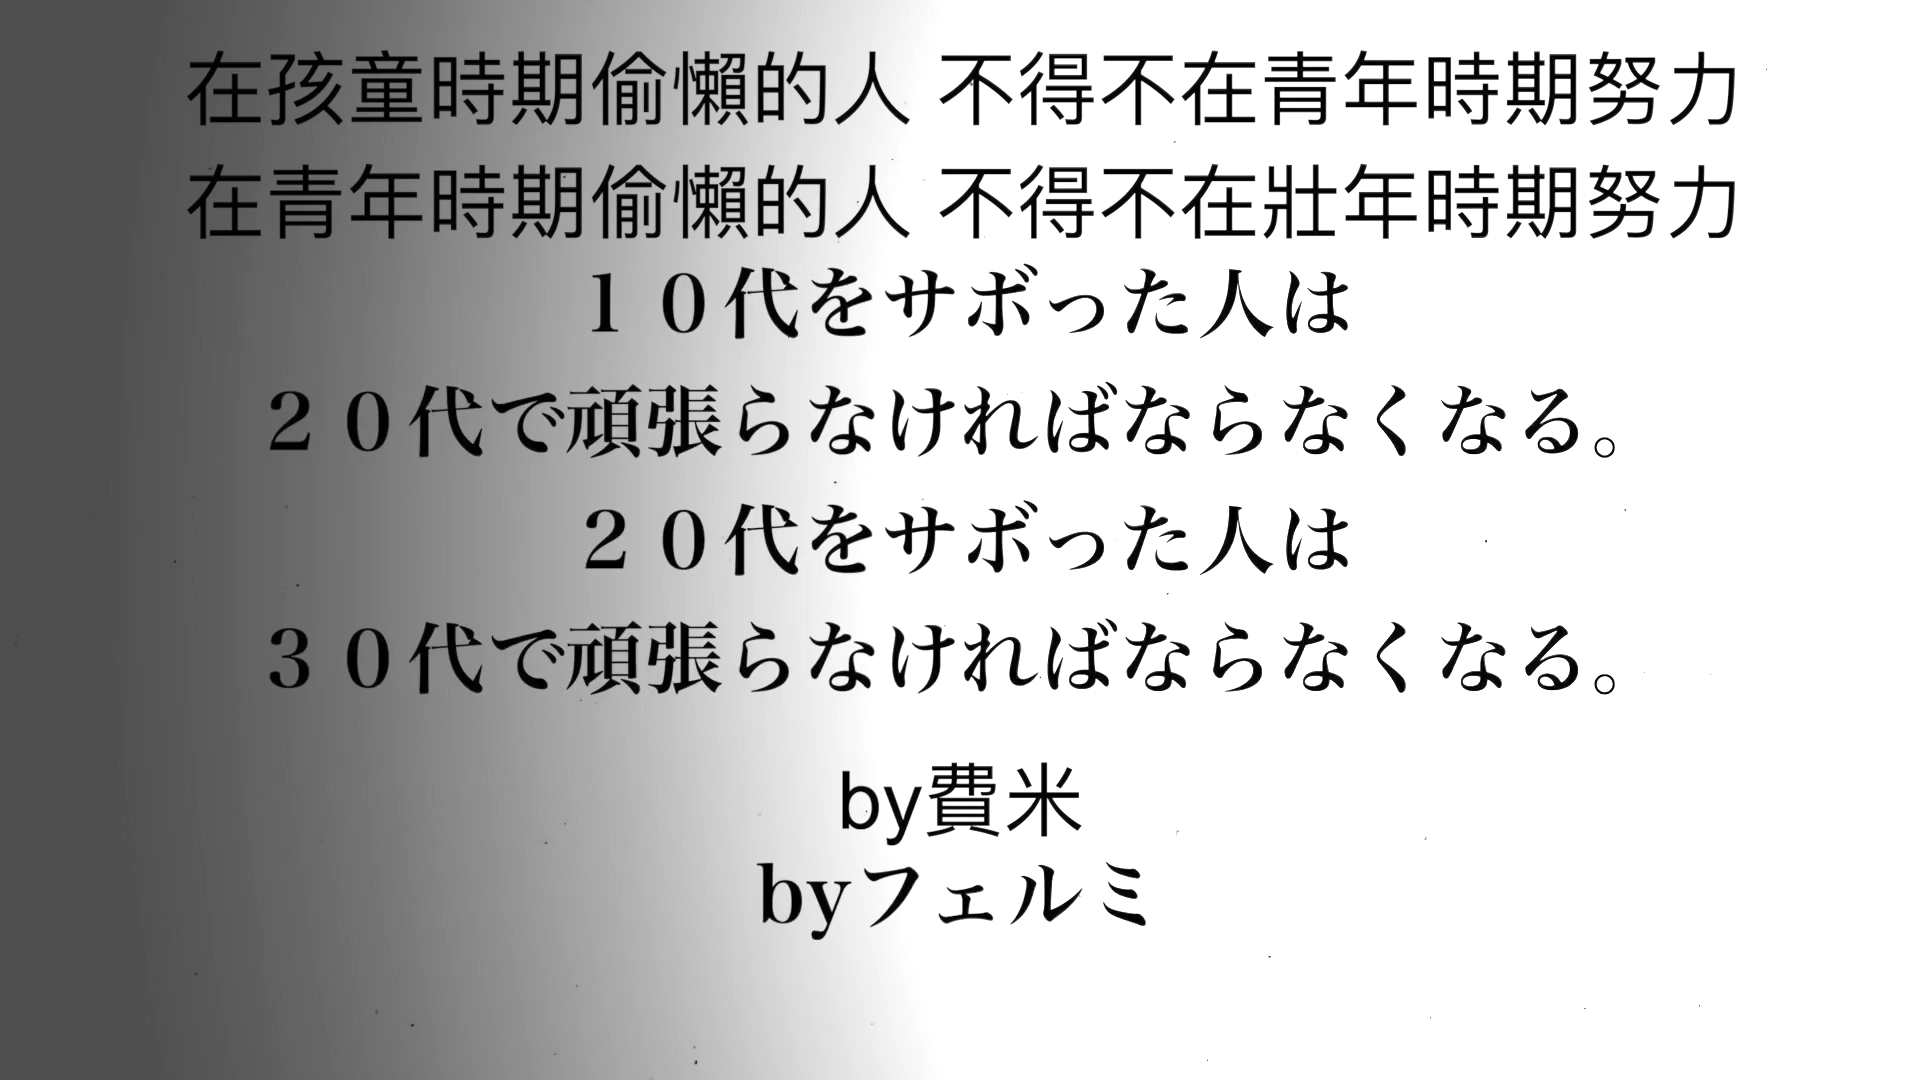 在孩童時期偷懶的人 不得不在青年時期努力
在青年時期偷懶的人 不得不在壯年時期努力
１０代をサボった人は
２０代で頑張らなければならなくなる。
２０代をサボった人は
３０代で頑張らなければならなくなる。
by費米
byフェルミ